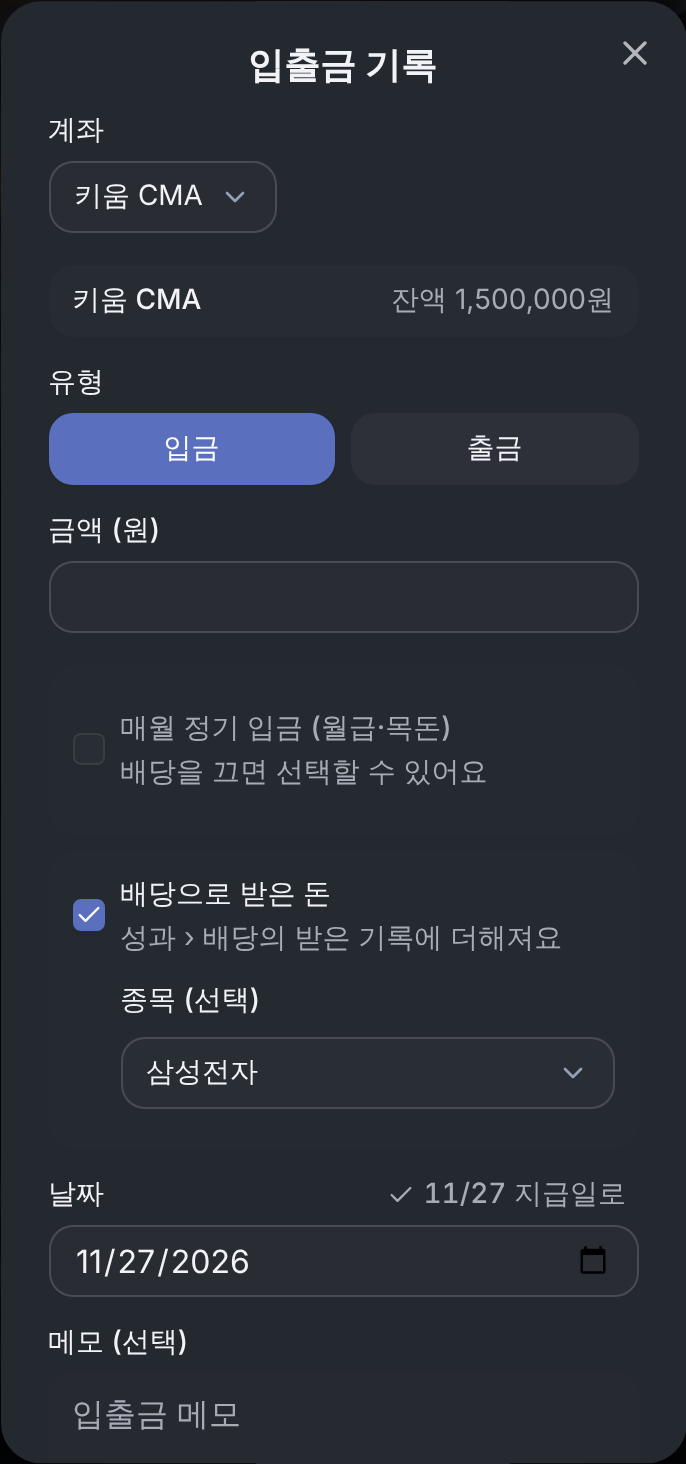 입출금 기록
계좌
키움 CMA
키움 CMA 잔액 1,500,000원
유형
입금 출금
금액 (원)
매월 정기 입금 (월급·목돈)
배당을 끄면 선택할 수 있어요
배당으로 받은 돈
성과 › 배당의 받은 기록에 더해져요
종목 (선택)
삼성전자
날짜 ✓ 11/27 지급일로
11/27/2026
메모 (선택)
입출금 메모